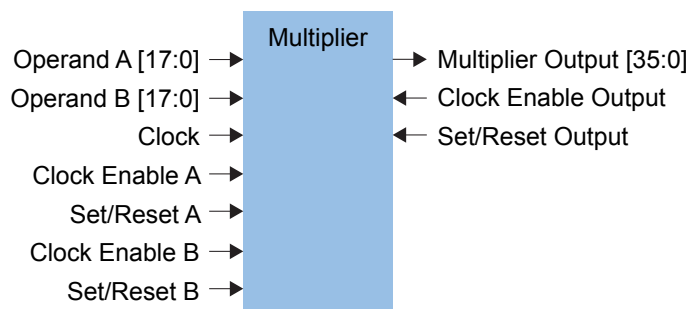 Multiplier
Operand A [17:0]
Operand B [17:0]
Clock
Clock Enable A
Set/Reset A
Clock Enable B
Set/Reset B
Multiplier Output [35:0]
Clock Enable Output
Set/Reset Output